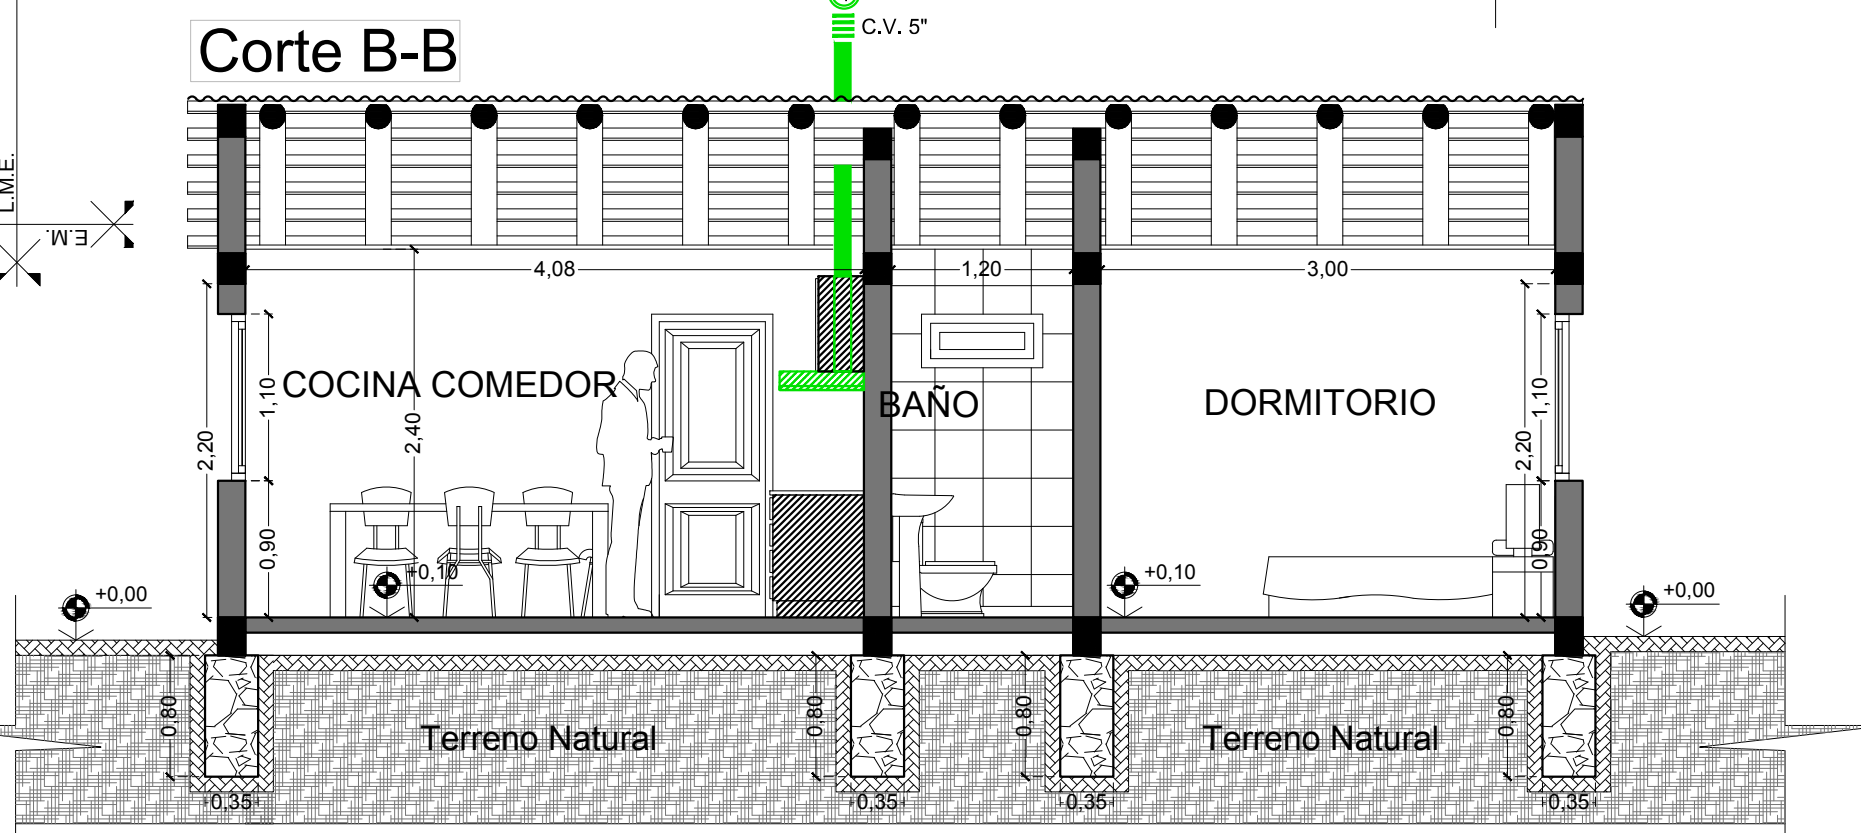 C.V. 5"
Corte B-B
L.M.E.
E.M.
4,08
1,20
3,00
COCINA COMEDOR
BAÑO
DORMITORIO
2,20
1,10
0,90
2,40
2,20
1,10
0,90
+0,00
+0,10
+0,10
+0,00
0,80
0,80
0,80
0,80
Terreno Natural
Terreno Natural
0,35
0,35
0,35
0,35